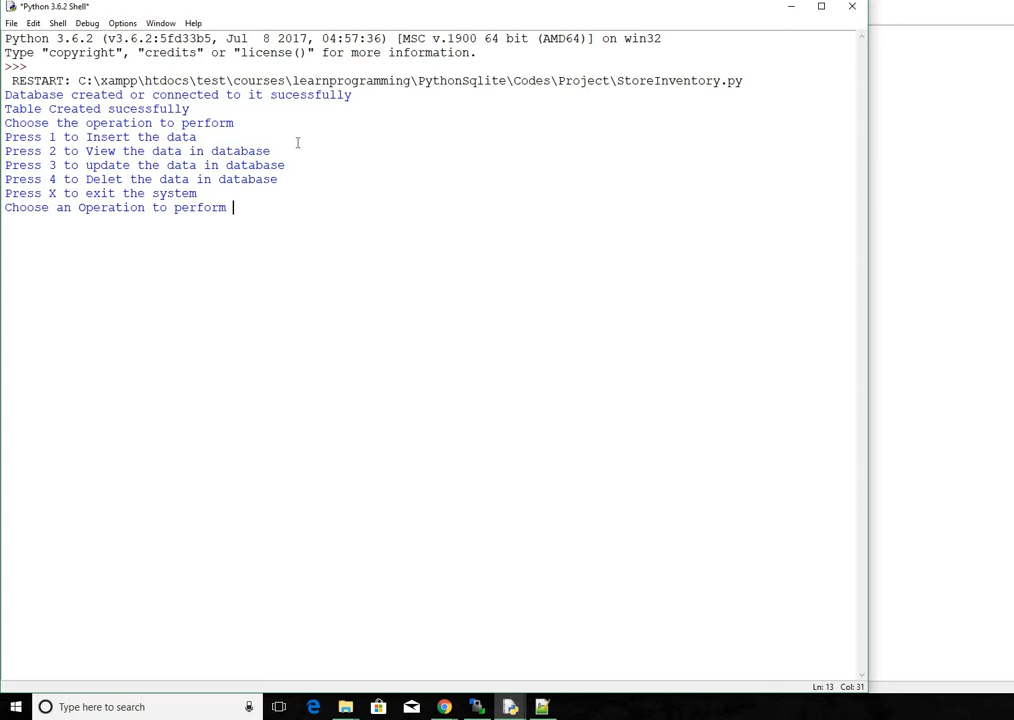 *Python 3.6.2 Shell*
File Edit Shell Debug Options Window Help
Python 3.6.2 (v3.6.2:5fd33b5, Jul  8 2017, 04:57:36) [MSC v.1900 64 bit (AMD64)] on win32
Type "copyright", "credits" or "license()" for more information.
>>>
 RESTART: C:\xampp\htdocs\test\courses\learnprogramming\PythonSqlite\Codes\Project\StoreInventory.py
Database created or connected to it sucessfully
Table Created sucessfully
Choose the operation to perform
Press 1 to Insert the data
Press 2 to View the data in database
Press 3 to update the data in database
Press 4 to Delet the data in database
Press X to exit the system
Choose an Operation to perform
Ln: 13 Col: 31
Type here to search